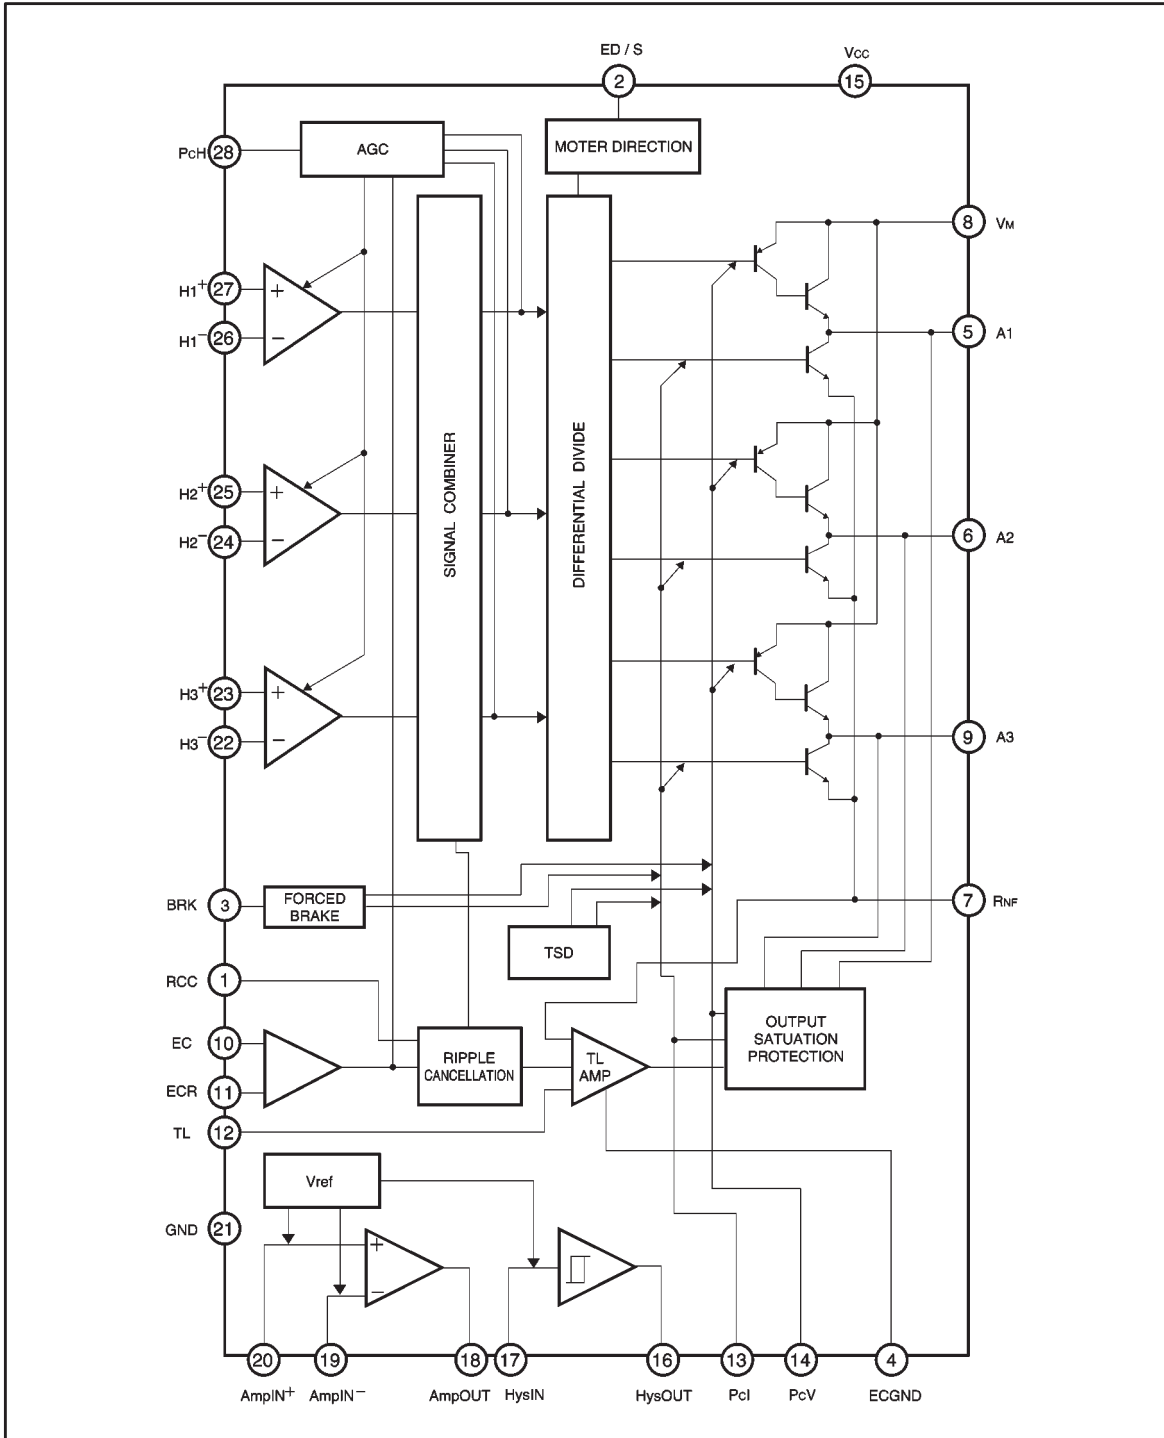 ED / S
VCC
2
15
AGC
MOTER DIRECTION
PCH 28
8 VM
H1+ 27
+
H1− 26
−
5 A1
SIGNAL COMBINER
DIFFERENTIAL DIVIDE
H2+ 25
+
H2− 24
−
6 A2
H3+ 23
+
H3− 22
−
9 A3
BRK 3
FORCED
BRAKE
7 RNF
TSD
RCC 1
EC 10
ECR 11
RIPPLE
CANCELLATION
TL
AMP
OUTPUT
SATUATION
PROTECTION
TL 12
Vref
GND 21
+
−
20
19
18
17
16
13
14
4
AmpIN+
AmpIN−
AmpOUT
HysIN
HysOUT
PCI
PCV
ECGND